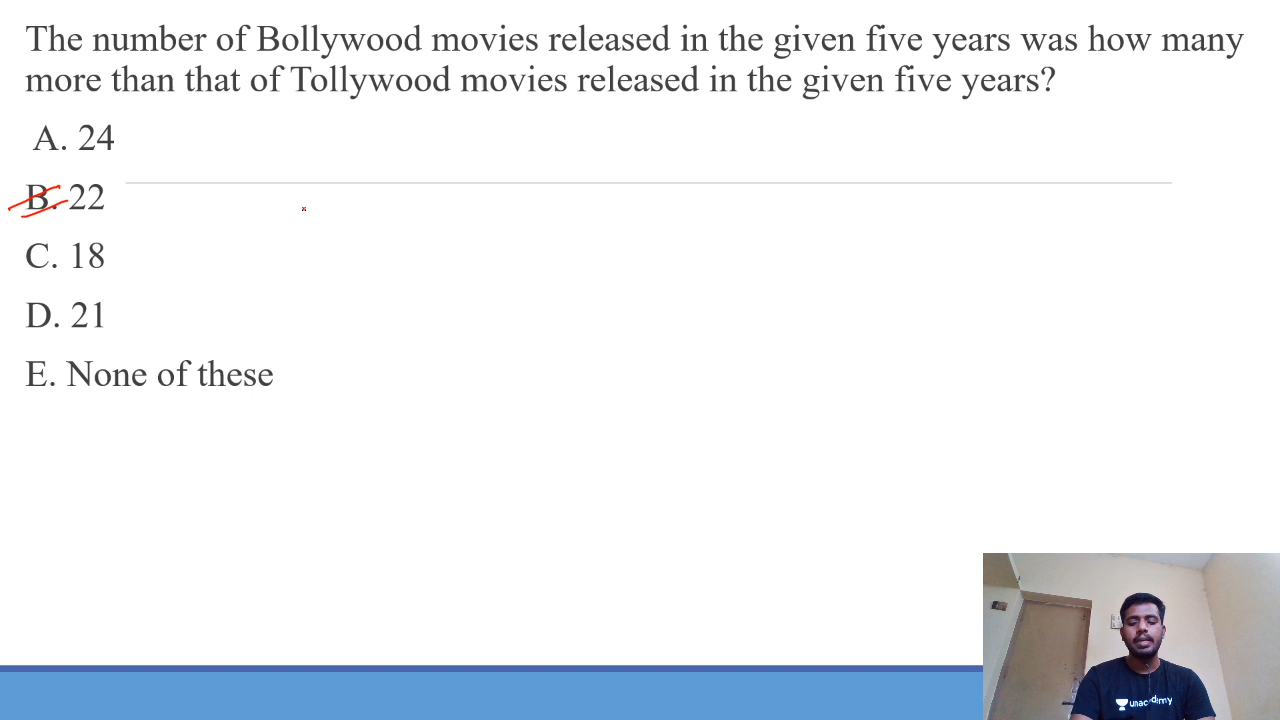 The number of Bollywood movies released in the given five years was how many
more than that of Tollywood movies released in the given five years?
A. 24
B. 22
C. 18
D. 21
E. None of these
unacademy